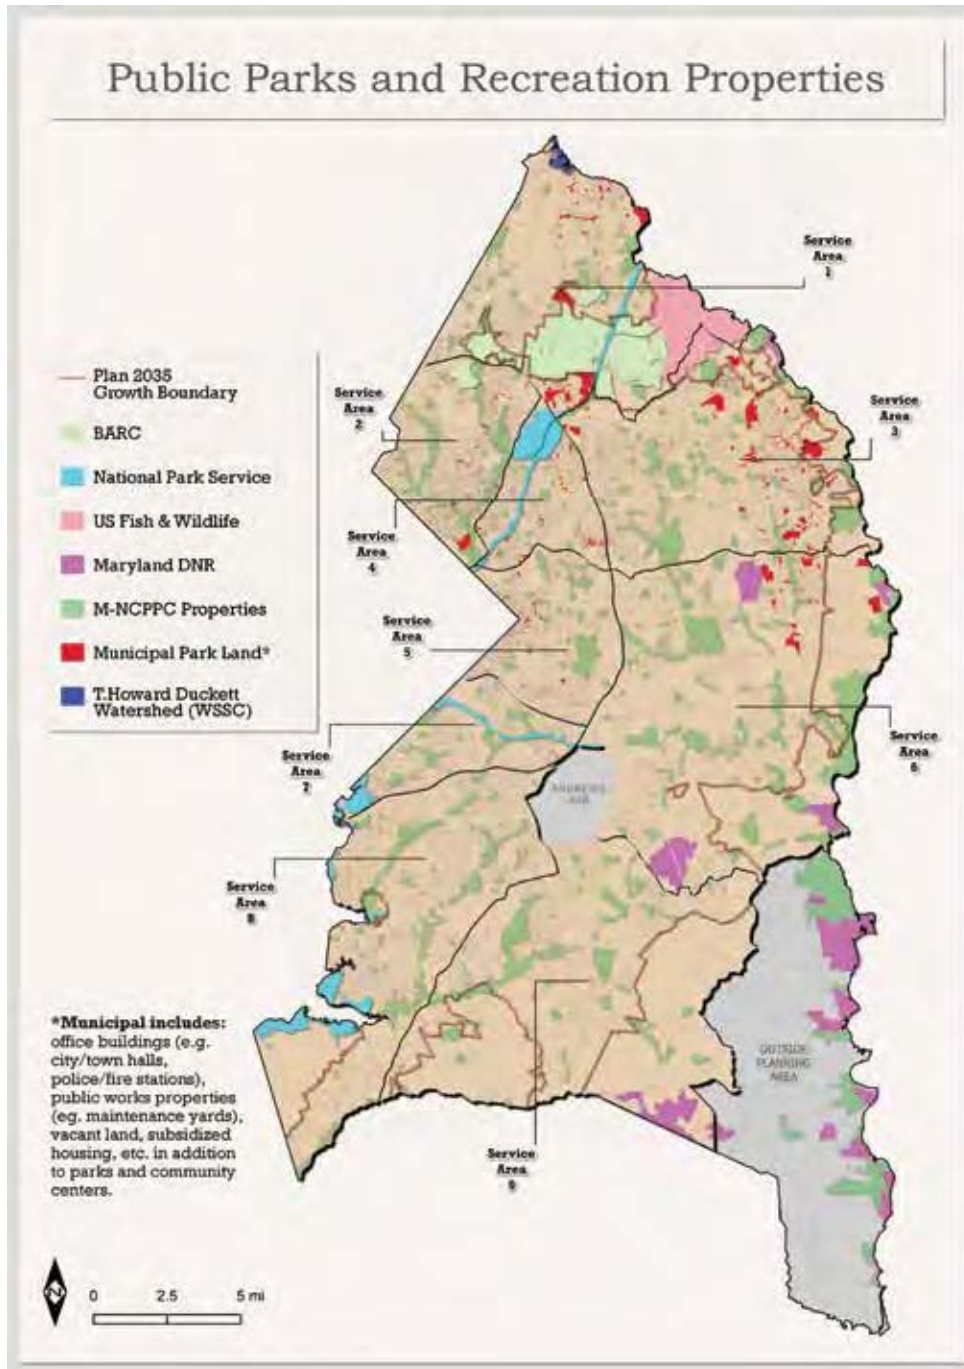 Public Parks and Recreation Properties
Service
Area
1
Plan 2035
Growth Boundary
BARC
National Park Service
US Fish & Wildlife
Maryland DNR
M-NCPPC Properties
Municipal Park Land*
T.Howard Duckett
Watershed (WSSC)
Service
Area
2
Service
Area
3
Service
Area
4
Service
Area
5
Service
Area
6
Service
Area
7
ANDREWS
AFB
Service
Area
8
*Municipal includes:
office buildings (e.g.
city/town halls,
police/fire stations),
public works properties
(eg. maintenance yards),
vacant land, subsidized
housing, etc. in addition
to parks and community
centers.
OUTSIDE
PLANNING
AREA
Service
Area
9
N
0 2.5 5 mi